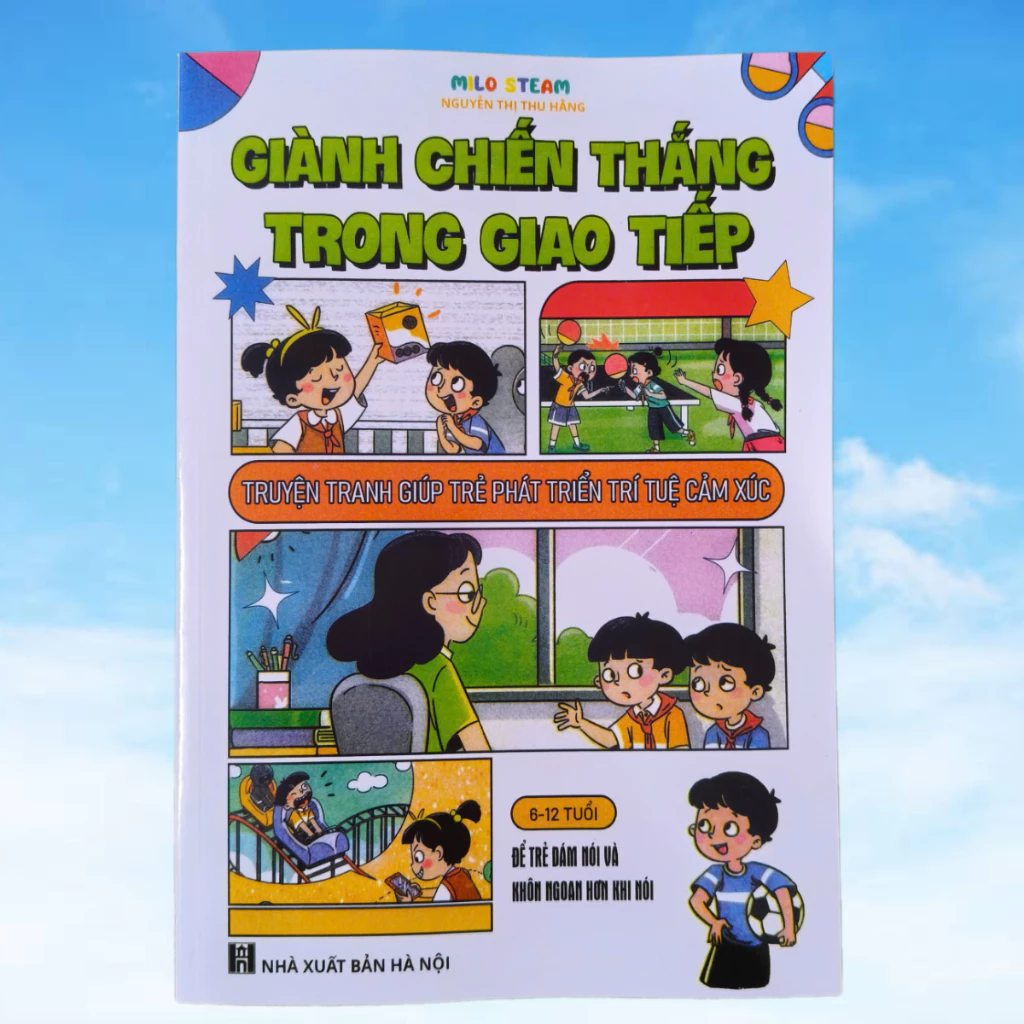 MILO STEAM
NGUYỄN THỊ THU HẰNG
GIÀNH CHIẾN THẮNG
TRONG GIAO TIẾP
TRUYỆN TRANH GIÚP TRẺ PHÁT TRIỂN TRÍ TUỆ CẢM XÚC
6-12 TUỔI
ĐỂ TRẺ DÁM NÓI VÀ
KHÔN NGOAN HƠN KHI NÓI
NHÀ XUẤT BẢN HÀ NỘI